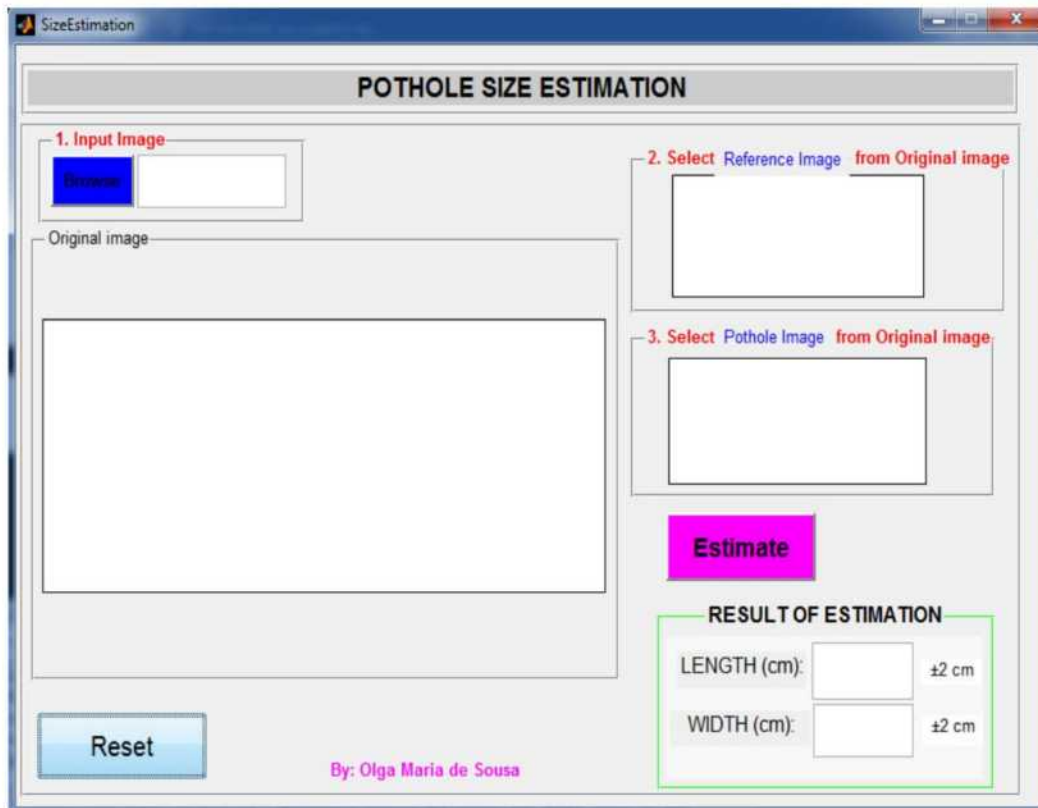 SizeEstimation
POTHOLE SIZE ESTIMATION
1. Input Image
Browse
Original image
2. Select Reference Image from Original image
3. Select Pothole Image from Original image
Estimate
RESULT OF ESTIMATION
LENGTH (cm): ±2 cm
WIDTH (cm): ±2 cm
Reset
By: Olga Maria de Sousa